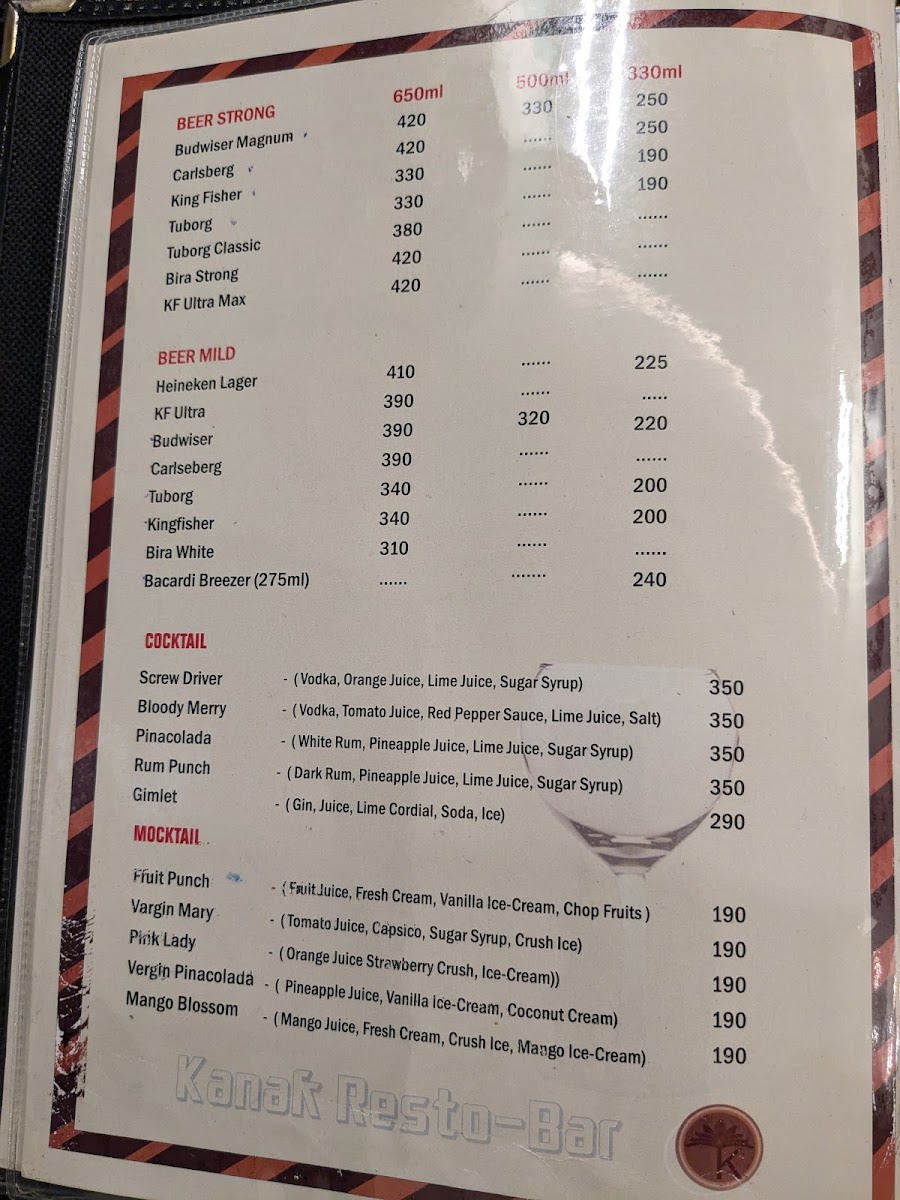 BEER STRONG 650ml 500ml 330ml
Budwiser Magnum 420 330 250
Carlsberg 420 ...... 250
King Fisher 330 ...... 190
Tuborg 330 ...... 190
Tuborg Classic 380 ...... ......
Bira Strong 420 ...... ......
KF Ultra Max 420 ...... ......
BEER MILD
Heineken Lager 410 ...... 225
KF Ultra 390 ...... .....
Budwiser 390 320 220
Carlseberg 390 ...... ......
Tuborg 340 ...... 200
Kingfisher 340 ...... 200
Bira White 310 ...... ......
Bacardi Breezer (275ml) ...... ....... 240
COCKTAIL
Screw Driver - ( Vodka, Orange Juice, Lime Juice, Sugar Syrup) 350
Bloody Merry - ( Vodka, Tomato Juice, Red Pepper Sauce, Lime Juice, Salt) 350
Pinacolada - ( White Rum, Pineapple Juice, Lime Juice, Sugar Syrup) 350
Rum Punch - ( Dark Rum, Pineapple Juice, Lime Juice, Sugar Syrup) 350
Gimlet - ( Gin, Juice, Lime Cordial, Soda, Ice) 290
MOCKTAIL
Fruit Punch - ( Fruit Juice, Fresh Cream, Vanilla Ice-Cream, Chop Fruits ) 190
Vargin Mary - ( Tomato Juice, Capsico, Sugar Syrup, Crush Ice) 190
Pink Lady - ( Orange Juice Strawberry Crush, Ice-Cream)) 190
Vergin Pinacolada - ( Pineapple Juice, Vanilla Ice-Cream, Coconut Cream) 190
Mango Blossom - ( Mango Juice, Fresh Cream, Crush Ice, Mango Ice-Cream) 190
Kanak Resto-Bar
K